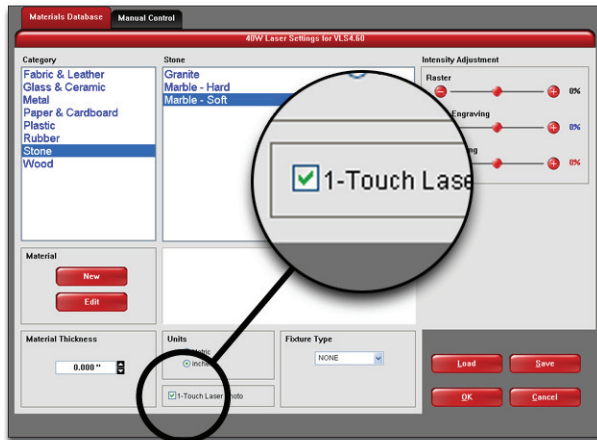 Materials Database Manual Control
40W Laser Settings for VLS4.60
Category
Fabric & Leather
Glass & Ceramic
Metal
Paper & Cardboard
Plastic
Rubber
Stone
Wood
Stone
Granite
Marble - Hard
Marble - Soft
Intensity Adjustment
Raster
0%
Engraving
0%
0%
1-Touch Lase
Material
New
Edit
Material Thickness
0.000 "
Units
inches
1-Touch Laser Photo
Fixture Type
NONE
Load Save
OK Cancel